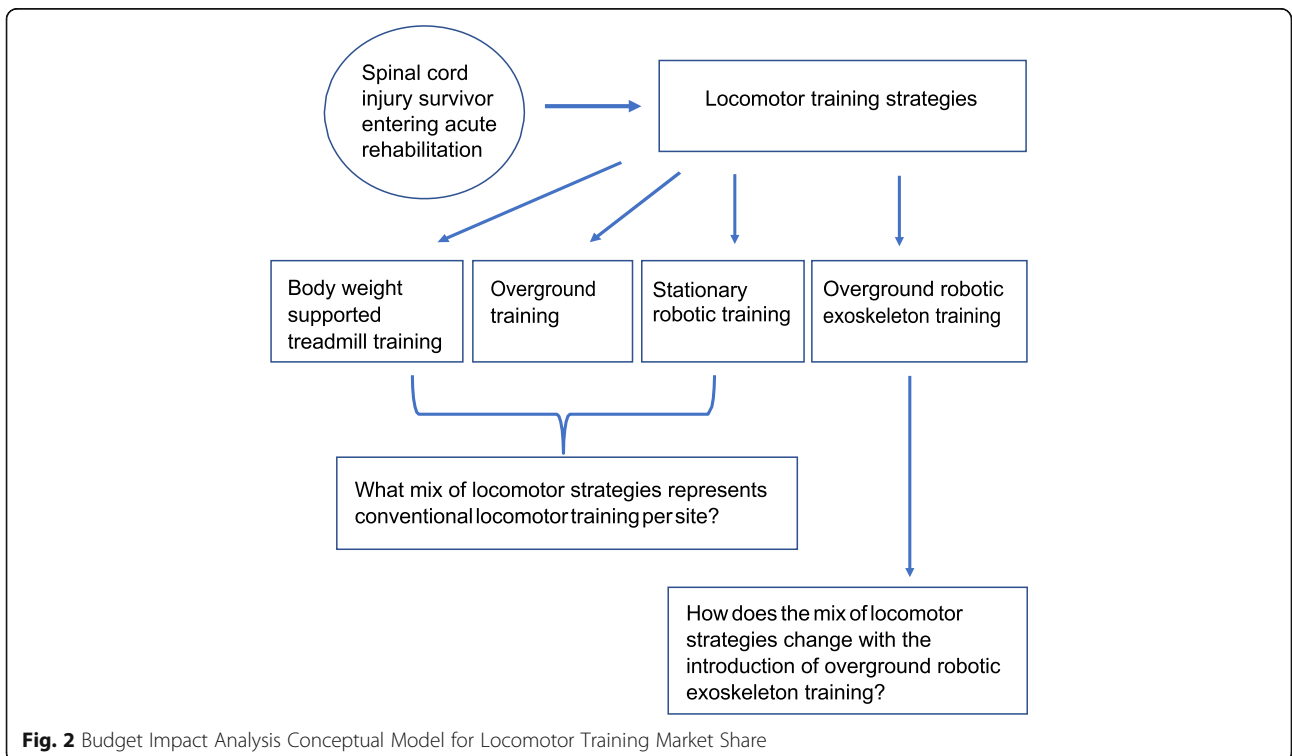 Spinal cord
injury survivor
entering acute
rehabilitation
Locomotor training strategies
Body weight
supported
treadmill training
Overground
training
Stationary
robotic training
Overground robotic
exoskeleton training
What mix of locomotor strategies represents
conventional locomotor training per site?
How does the mix of locomotor
strategies change with the
introduction of overground robotic
exoskeleton training?
Fig. 2 Budget Impact Analysis Conceptual Model for Locomotor Training Market Share